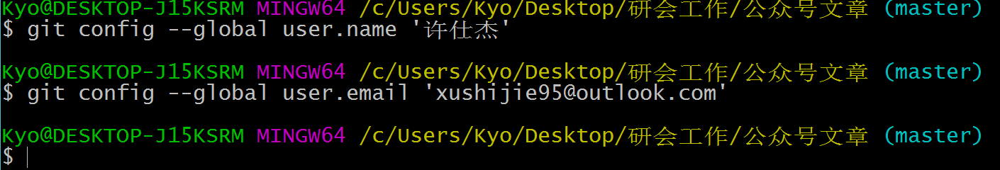 Kyo@DESKTOP-J15KSRM MINGW64 /c/Users/Kyo/Desktop/研会工作/公众号文章 (master)
$ git config --global user.name '许仕杰'
Kyo@DESKTOP-J15KSRM MINGW64 /c/Users/Kyo/Desktop/研会工作/公众号文章 (master)
$ git config --global user.email 'xushijie95@outlook.com'
Kyo@DESKTOP-J15KSRM MINGW64 /c/Users/Kyo/Desktop/研会工作/公众号文章 (master)
$